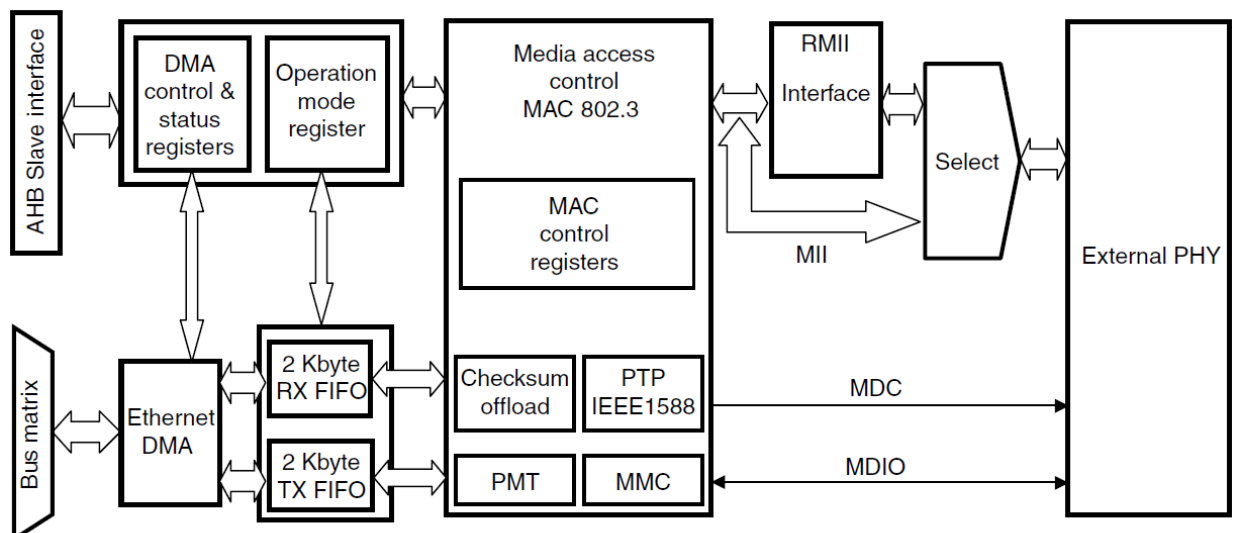 AHB Slave interface
DMA
control &
status
registers
Operation
mode
register
Media access
control
MAC 802.3
RMII
Interface
Select
External PHY
MAC
control
registers
MII
Bus matrix
Ethernet
DMA
2 Kbyte
RX FIFO
2 Kbyte
TX FIFO
Checksum
offload
PTP
IEEE1588
PMT
MMC
MDC
MDIO